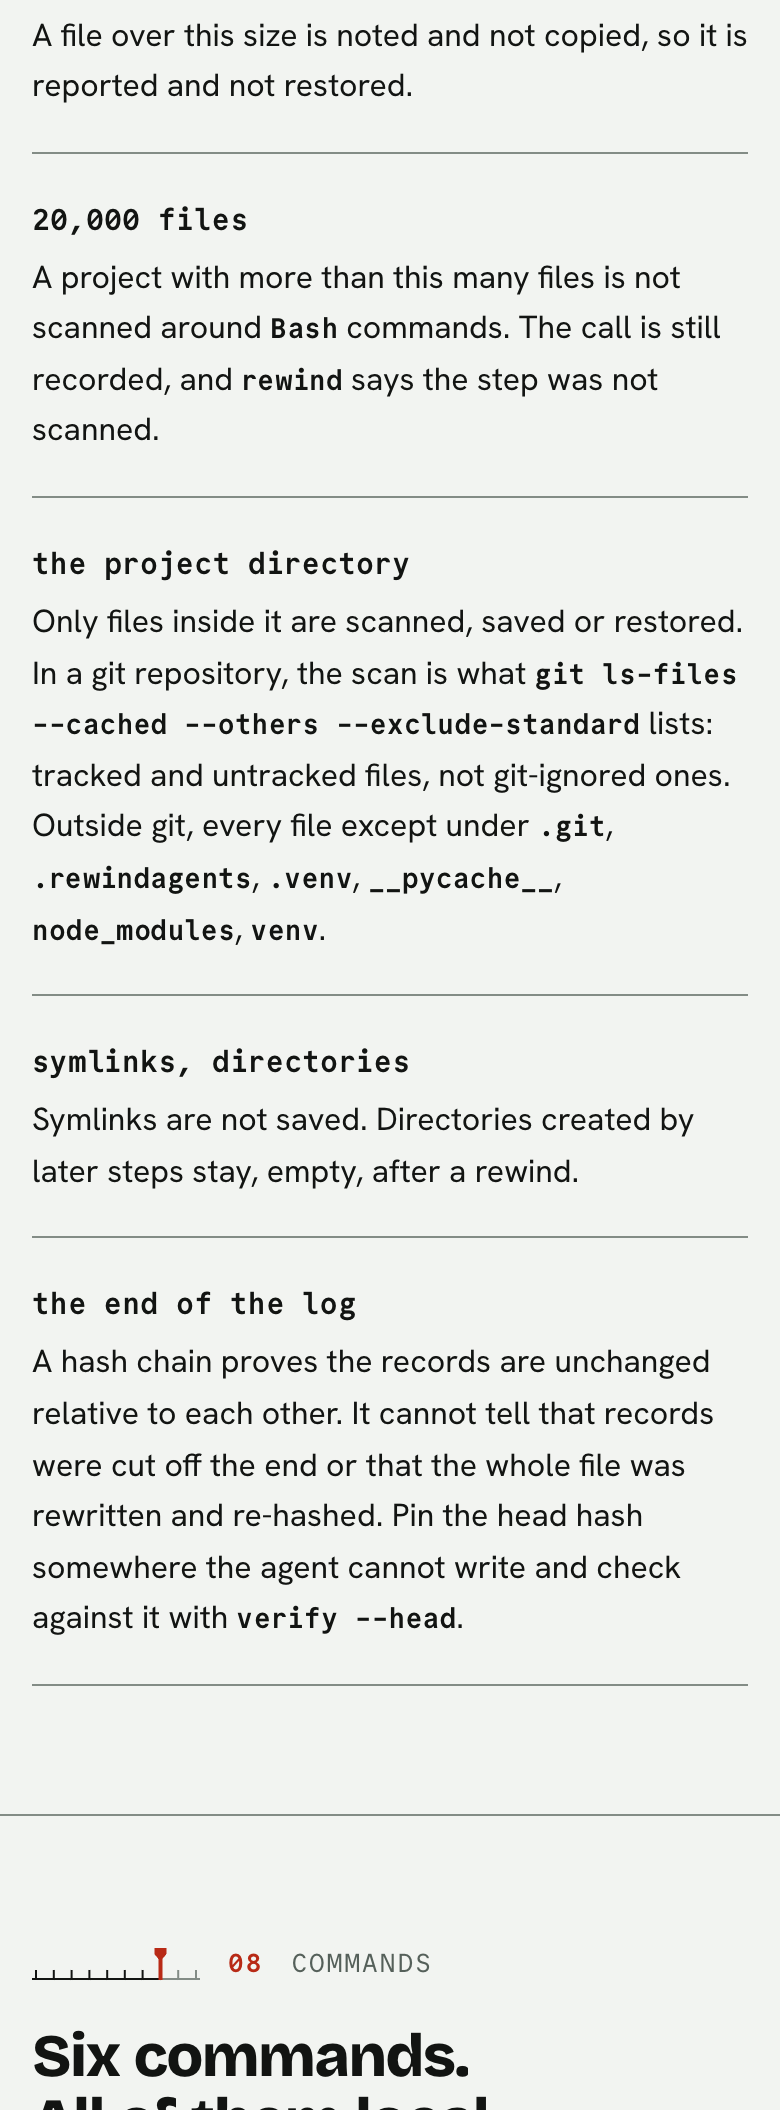 A file over this size is noted and not copied, so it is
reported and not restored.
20,000 files
A project with more than this many files is not
scanned around Bash commands. The call is still
recorded, and rewind says the step was not
scanned.
the project directory
Only files inside it are scanned, saved or restored.
In a git repository, the scan is what git ls-files
--cached --others --exclude-standard lists:
tracked and untracked files, not git-ignored ones.
Outside git, every file except under .git,
.rewindagents, .venv, __pycache__,
node_modules, venv.
symlinks, directories
Symlinks are not saved. Directories created by
later steps stay, empty, after a rewind.
the end of the log
A hash chain proves the records are unchanged
relative to each other. It cannot tell that records
were cut off the end or that the whole file was
rewritten and re-hashed. Pin the head hash
somewhere the agent cannot write and check
against it with verify --head.
08 COMMANDS
Six commands.
All of them local